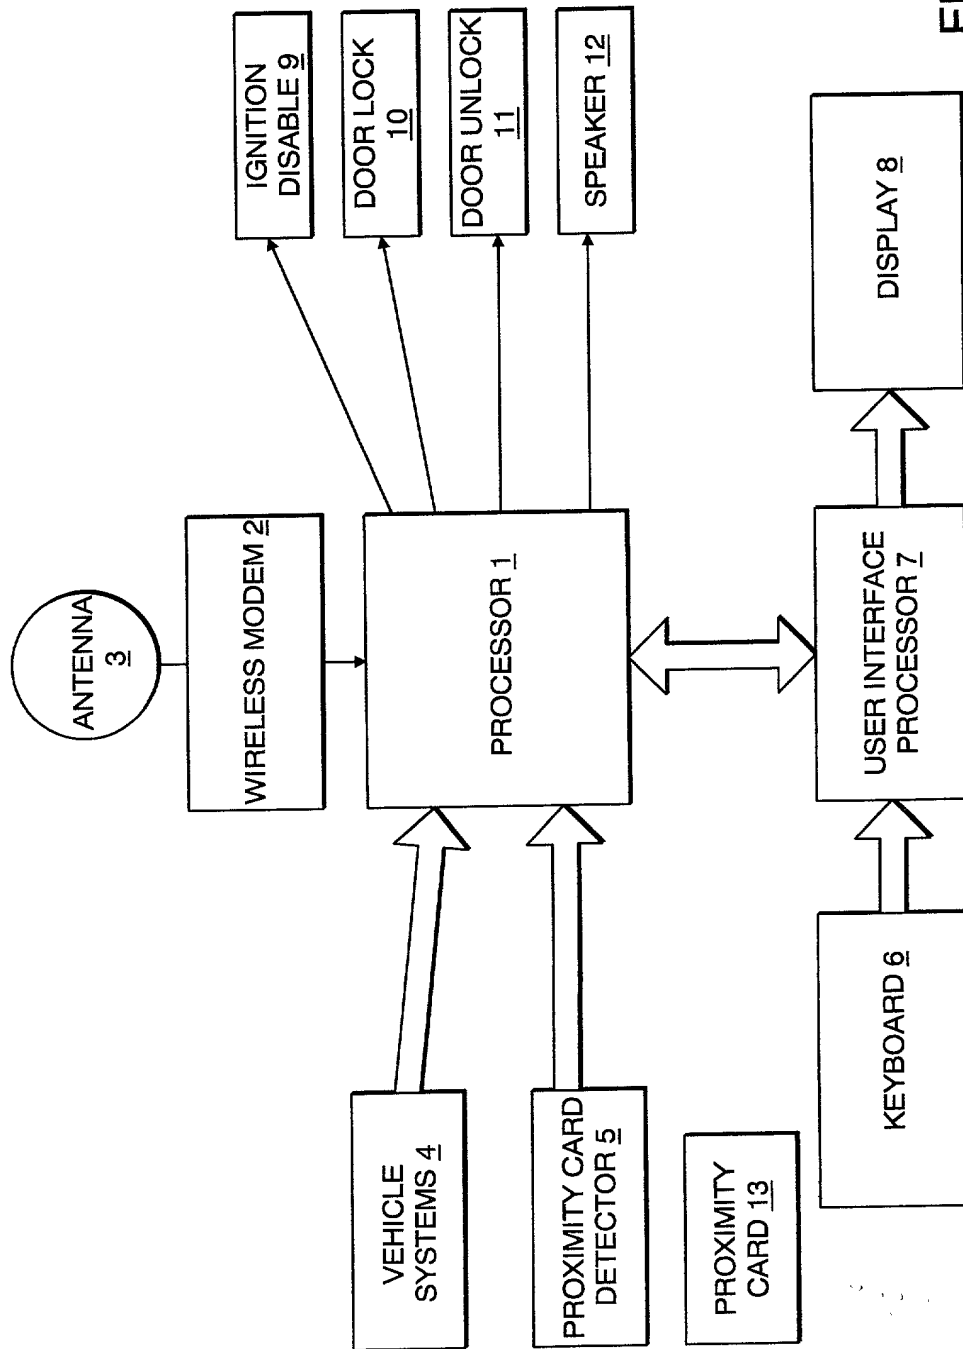 ANTENNA
3
WIRELESS MODEM 2
PROCESSOR 1
IGNITION
DISABLE 9
DOOR LOCK
10
DOOR UNLOCK
11
SPEAKER 12
VEHICLE
SYSTEMS 4
PROXIMITY CARD
DETECTOR 5
PROXIMITY
CARD 13
KEYBOARD 6
USER INTERFACE
PROCESSOR 7
DISPLAY 8